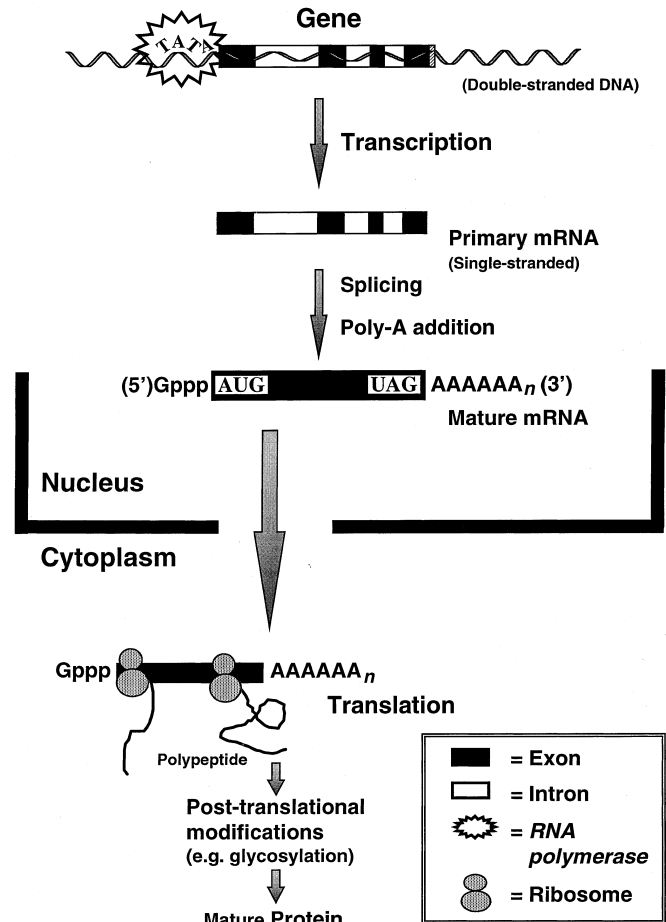 Gene
TATA
(Double-stranded DNA)
Transcription
Primary mRNA
(Single-stranded)
Splicing
Poly-A addition
(5')Gppp AUG UAG AAAAAAn (3')
Mature mRNA
Nucleus
Cytoplasm
Gppp AAAAAAn
Translation
Polypeptide
Post-translational
modifications
(e.g. glycosylation)
Mature Protein
= Exon
= Intron
= RNA
polymerase
= Ribosome